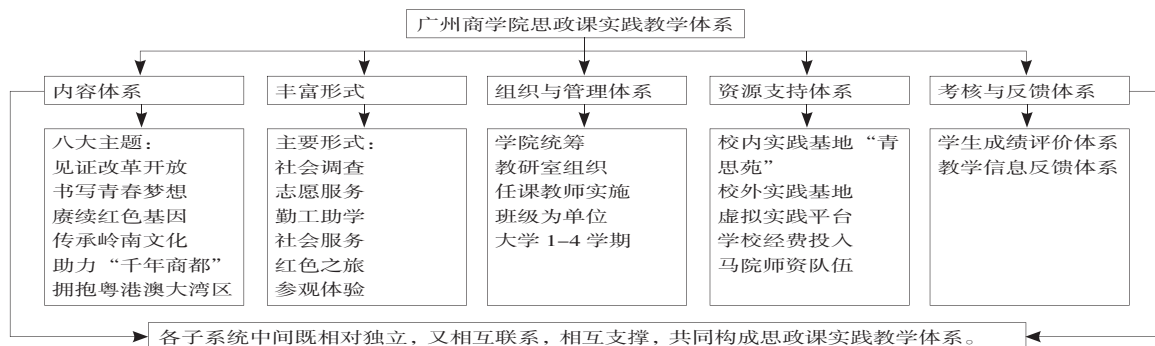 广州商学院思政课实践教学体系
内容体系
丰富形式
组织与管理体系
资源支持体系
考核与反馈体系
八大主题：
见证改革开放
书写青春梦想
赓续红色基因
传承岭南文化
助力“千年商都”
拥抱粤港澳大湾区
主要形式：
社会调查
志愿服务
勤工助学
社会服务
红色之旅
参观体验
学院统筹
教研室组织
任课教师实施
班级为单位
大学 1–4 学期
校内实践基地“青
思苑”
校外实践基地
虚拟实践平台
学校经费投入
马院师资队伍
学生成绩评价体系
教学信息反馈体系
各子系统中间既相对独立，又相互联系，相互支撑，共同构成思政课实践教学体系。